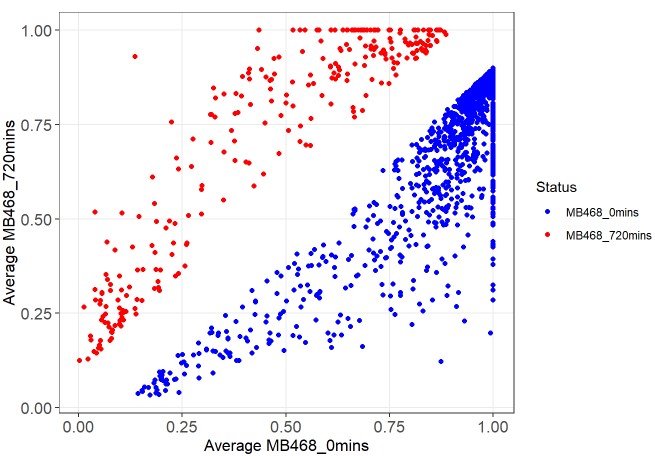 1.00
0.75
0.50
0.25
0.00
Average MB468_720mins
0.00 0.25 0.50 0.75 1.00
Average MB468_0mins
Status
MB468_0mins
MB468_720mins